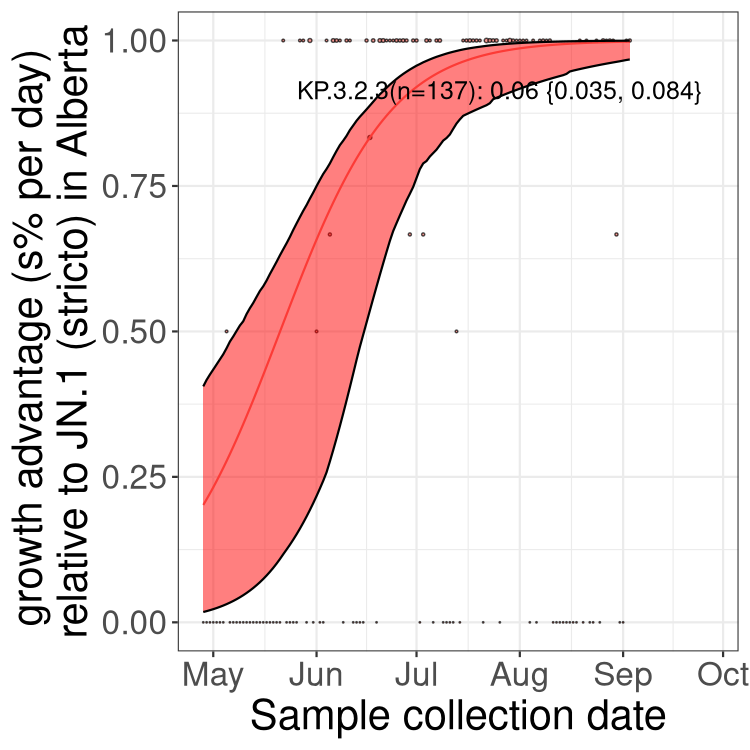 growth advantage (s% per day)
relative to JN.1 (stricto) in Alberta
1.00
0.75
0.50
0.25
0.00
KP.3.2.3(n=137): 0.06 {0.035, 0.084}
May Jun Jul Aug Sep Oct
Sample collection date